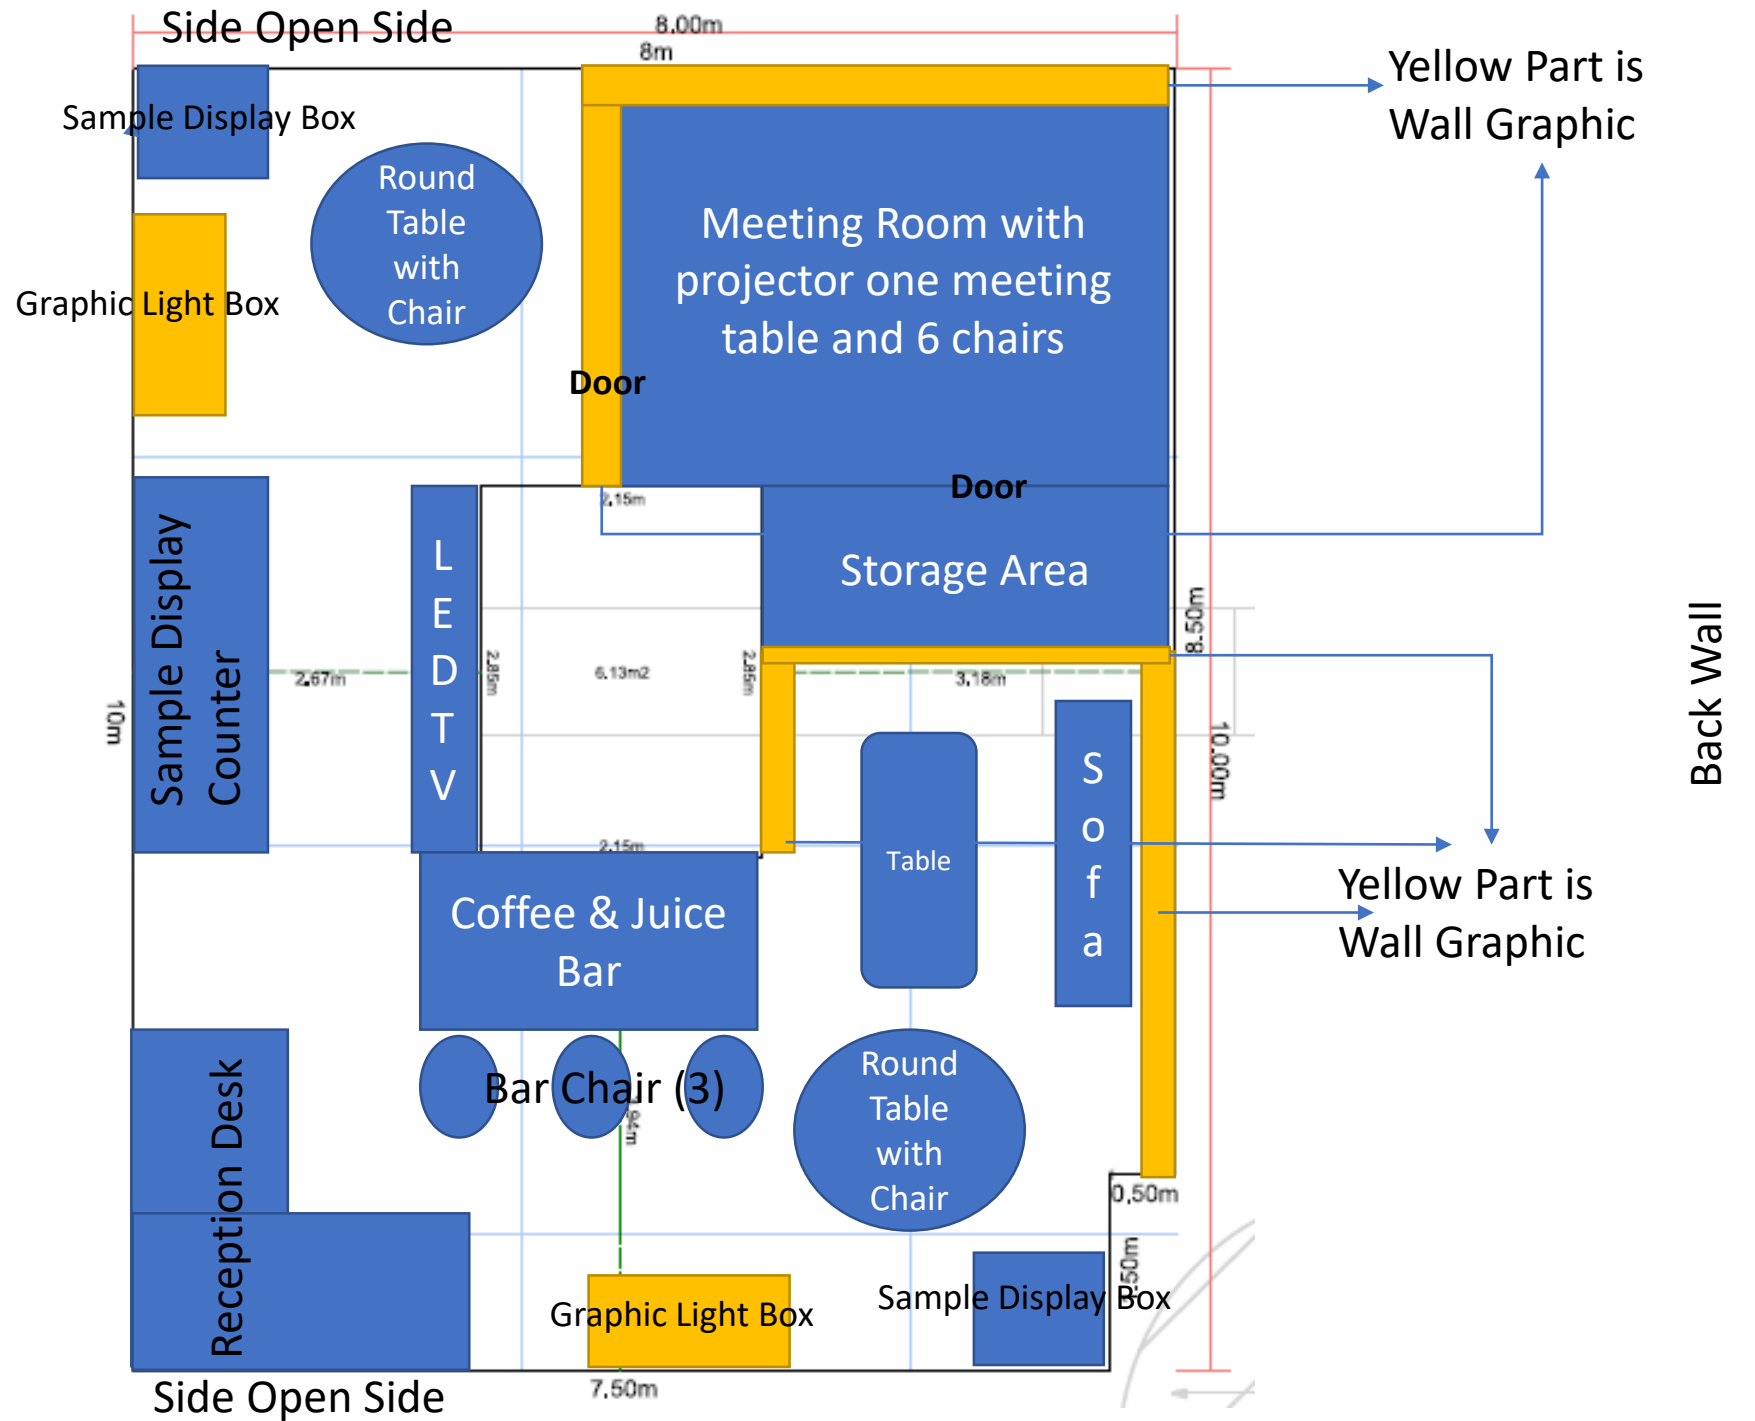 Side Open Side
8.00m
8m
Yellow Part is
Wall Graphic
Sample Display Box
Round
Table
with
Chair
Meeting Room with
projector one meeting
table and 6 chairs
Graphic Light Box
Door
Door
2.15m
Storage Area
Sample Display
Counter
L
E
D
T
V
2.67m
2.85m
6.13m2
2.85m
3.18m
8.50m
10.00m
10m
Back Wall
S
o
f
a
Table
2.15m
Coffee & Juice
Bar
Yellow Part is
Wall Graphic
Bar Chair (3)
Round
Table
with
Chair
Reception Desk
0,50m
Graphic Light Box
Sample Display Box
7.50m
Side Open Side